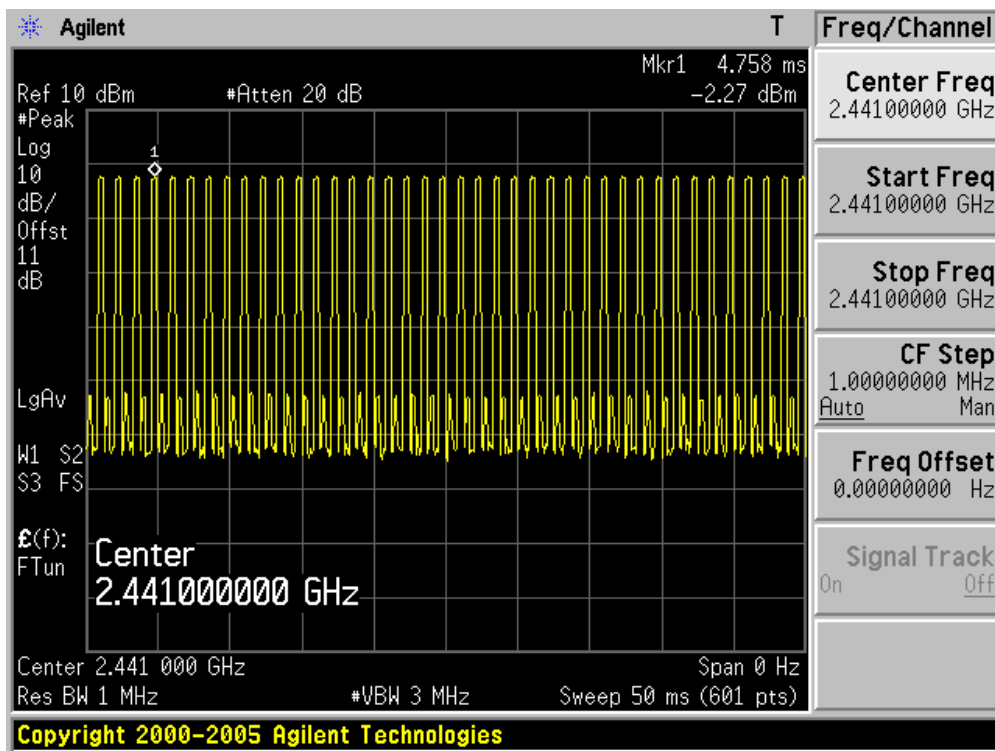 Agilent T Freq/Channel
Mkr1 4.758 ms
Ref 10 dBm #Atten 20 dB -2.27 dBm
#Peak
Log
10
dB/
Offst
11
dB
1
LgAv
W1 S2
S3 FS
£(f):
FTun
Center
2.441000000 GHz
Center 2.441 000 GHz Span 0 Hz
Res BW 1 MHz #VBW 3 MHz Sweep 50 ms (601 pts)
Center Freq
2.44100000 GHz
Start Freq
2.44100000 GHz
Stop Freq
2.44100000 GHz
CF Step
1.00000000 MHz
Auto Man
Freq Offset
0.00000000 Hz
Signal Track
On Off
Copyright 2000-2005 Agilent Technologies